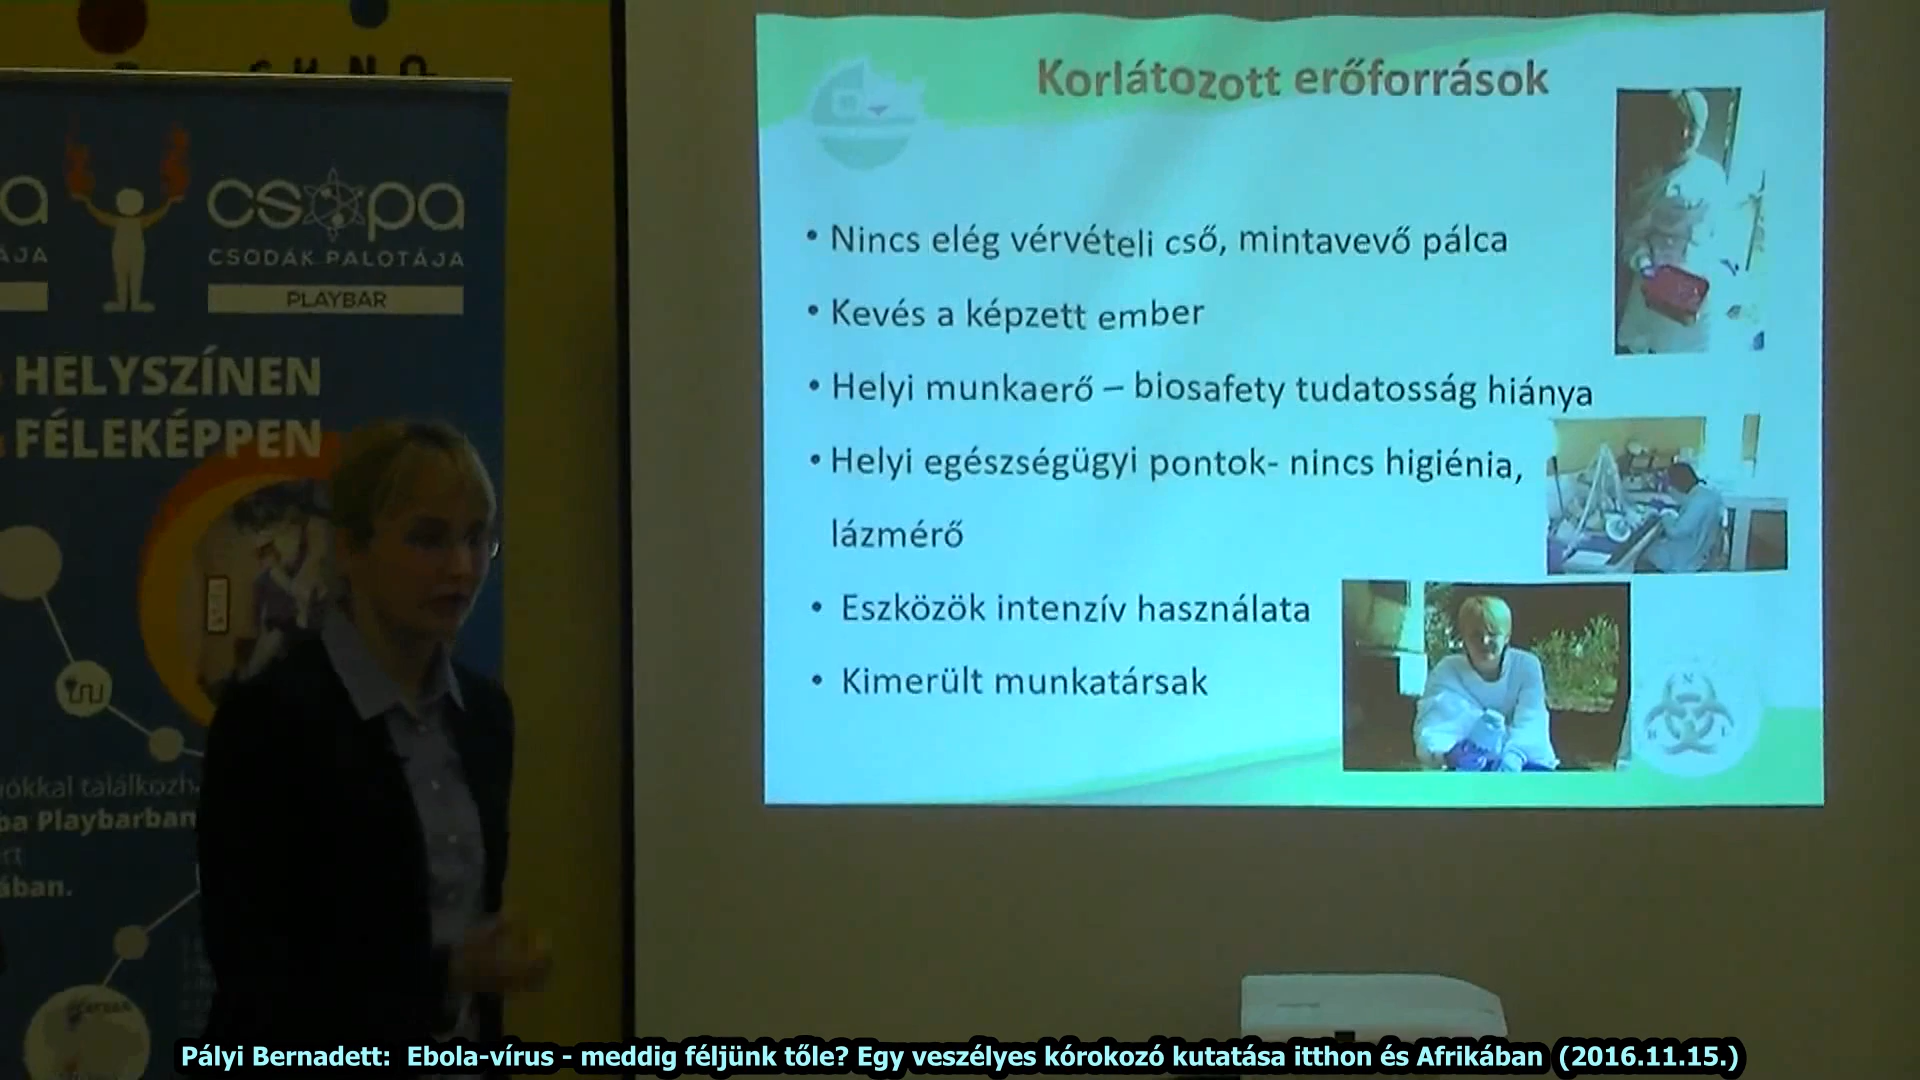 csopa
CSODÁK PALOTÁJA
PLAYBAR
HELYSZÍNEN
FÉLEKÉPPEN
Playbarban
Korlátozott erőforrások
• Nincs elég vérvételi cső, mintavevő pálca
• Kevés a képzett ember
• Helyi munkaerő – biosafety tudatosság hiánya
• Helyi egészségügyi pontok- nincs higiénia,
lázmérő
• Eszközök intenzív használata
• Kimerült munkatársak
Pályi Bernadett: Ebola-vírus - meddig féljünk tőle? Egy veszélyes kórokozó kutatása itthon és Afrikában (2016.11.15.)